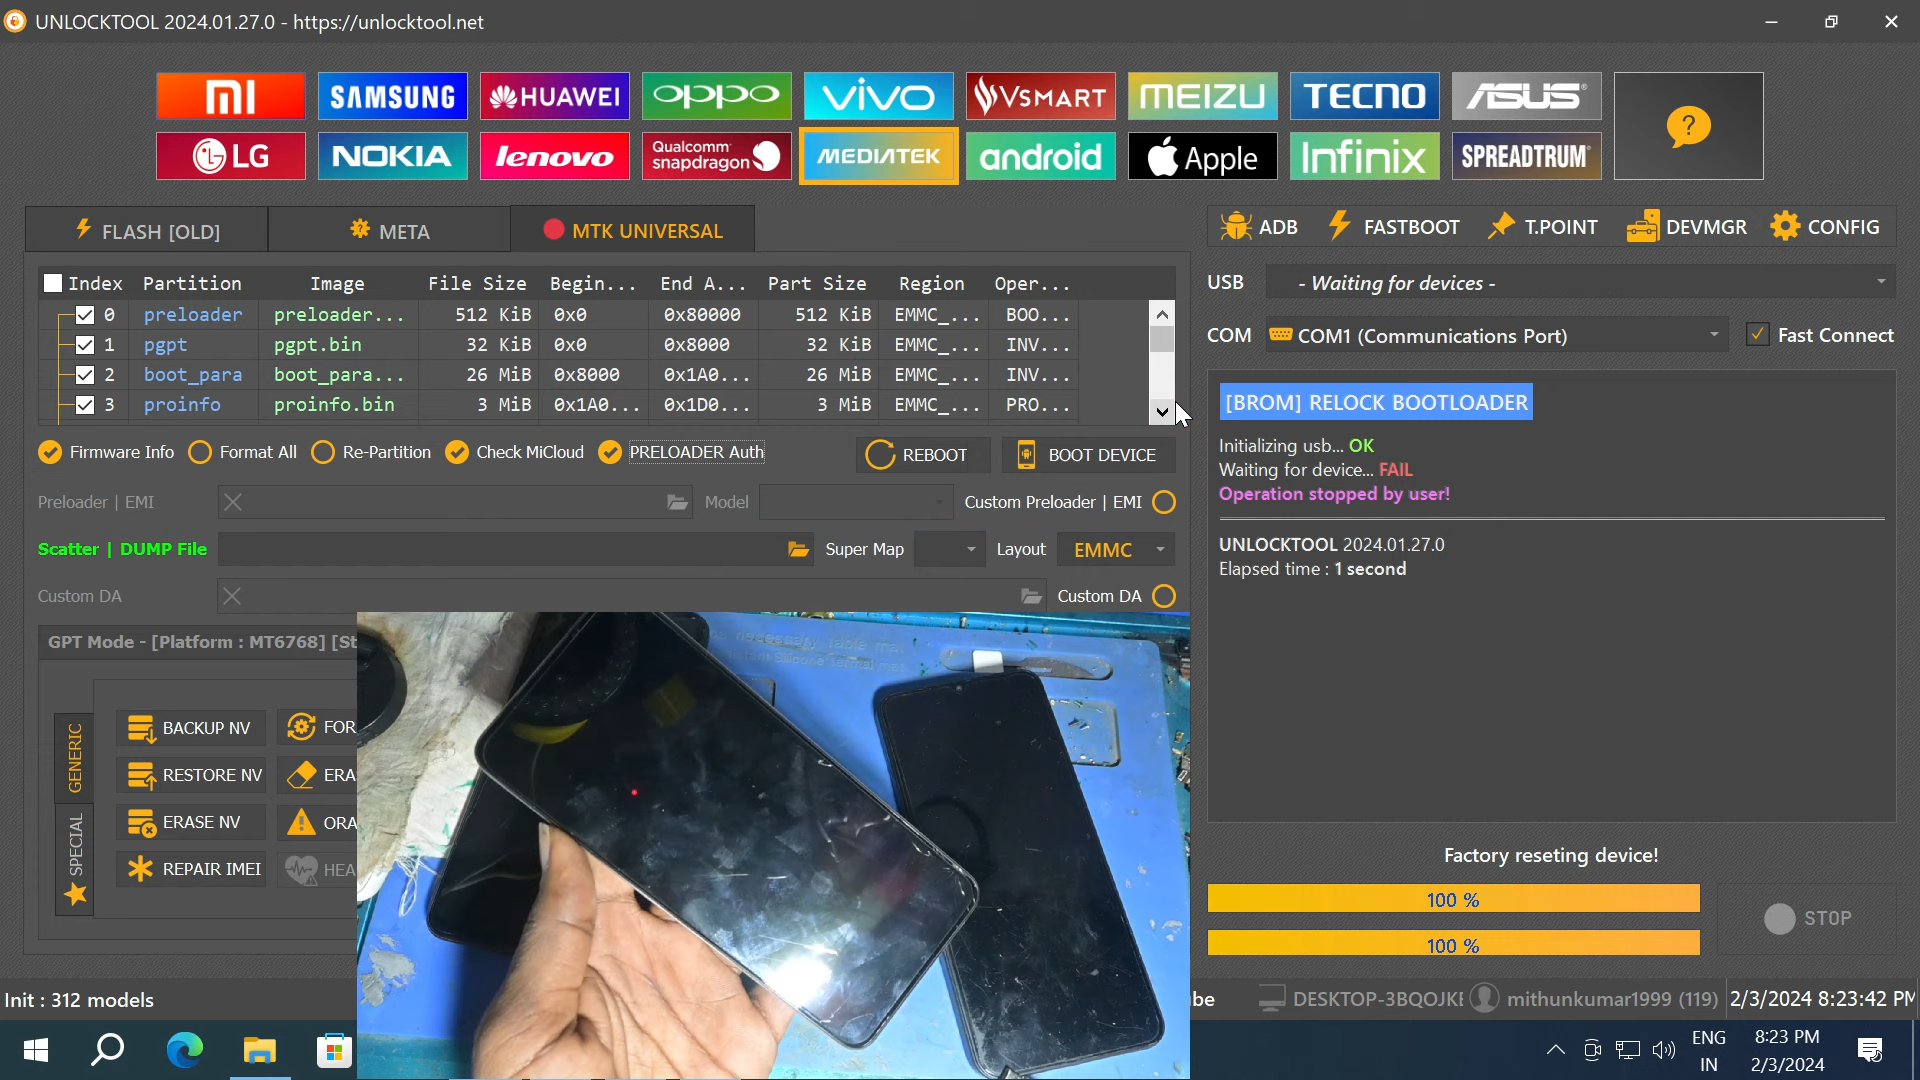 UNLOCKTOOL 2024.01.27.0 - https://unlocktool.net
mi SAMSUNG HUAWEI oppo vivo VSMART MEIZU TECNO ASUS ?
LG NOKIA lenovo Qualcomm snapdragon MEDIATEK android Apple Infinix SPREADTRUM
FLASH [OLD] META MTK UNIVERSAL
ADB FASTBOOT T.POINT DEVMGR CONFIG
Index Partition Image File Size Begin... End A... Part Size Region Oper...
0 preloader preloader... 512 KiB 0x0 0x80000 512 KiB EMMC_... BOO...
1 pgpt pgpt.bin 32 KiB 0x0 0x8000 32 KiB EMMC_... INV...
2 boot_para boot_para... 26 MiB 0x8000 0x1A0... 26 MiB EMMC_... INV...
3 proinfo proinfo.bin 3 MiB 0x1A0... 0x1D0... 3 MiB EMMC_... PRO...
Firmware Info Format All Re-Partition Check MiCloud PRELOADER Auth REBOOT BOOT DEVICE
Preloader | EMI Model Custom Preloader | EMI
Scatter | DUMP File Super Map Layout EMMC
Custom DA Custom DA
GPT Mode - [Platform : MT6768] [St
GENERIC
SPECIAL
BACKUP NV FOR
RESTORE NV ERA
ERASE NV ORA
REPAIR IMEI HEA
USB - Waiting for devices -
COM COM1 (Communications Port) Fast Connect
[BROM] RELOCK BOOTLOADER
Initializing usb... OK
Waiting for device... FAIL
Operation stopped by user!
UNLOCKTOOL 2024.01.27.0
Elapsed time : 1 second
Factory resetting device!
100 %
100 %
STOP
Init : 312 models
be DESKTOP-3BQOJKI mithunkumar1999 (119) 2/3/2024 8:23:42 PM
ENG
IN
8:23 PM
2/3/2024